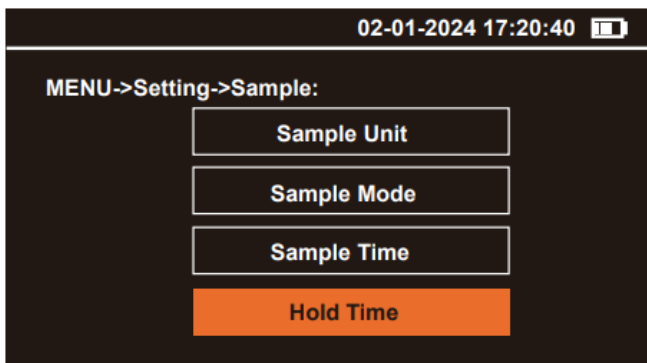 02-01-2024 17:20:40
MENU->Setting->Sample:
Sample Unit
Sample Mode
Sample Time
Hold Time